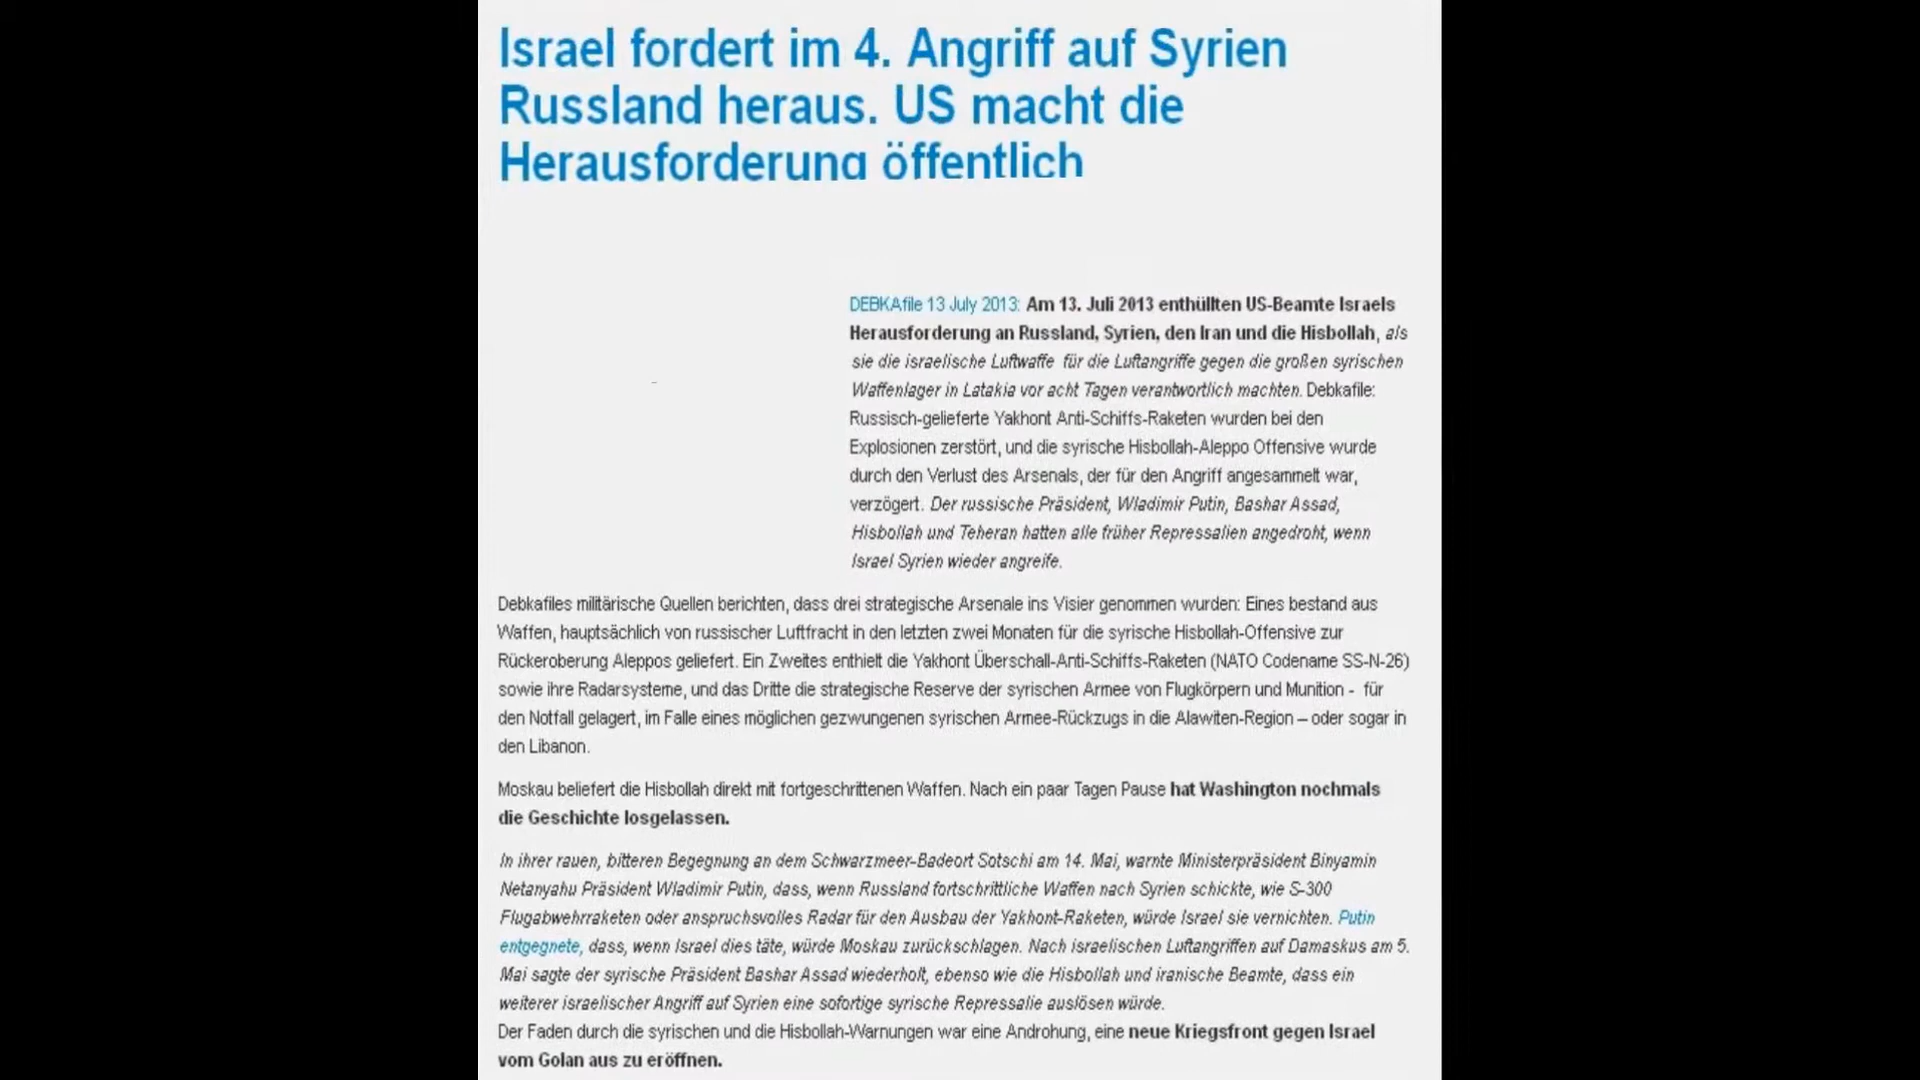 Israel fordert im 4. Angriff auf Syrien
Russland heraus. US macht die
Herausforderung öffentlich
DEBKAfile 13 July 2013: Am 13. Juli 2013 enthüllten US-Beamte Israels
Herausforderung an Russland, Syrien, den Iran und die Hisbollah, als
sie die israelische Luftwaffe für die Luftangriffe gegen die großen syrischen
Waffenlager in Latakia vor acht Tagen verantwortlich machten. Debkafile:
Russisch-gelieferte Yakhont Anti-Schiffs-Raketen wurden bei den
Explosionen zerstört, und die syrische Hisbollah-Aleppo Offensive wurde
durch den Verlust des Arsenals, der für den Angriff angesammelt war,
verzögert. Der russische Präsident, Wladimir Putin, Bashar Assad,
Hisbollah und Teheran hatten alle früher Repressalien angedroht, wenn
Israel Syrien wieder angreife.
Debkafiles militärische Quellen berichten, dass drei strategische Arsenale ins Visier genommen wurden: Eines bestand aus
Waffen, hauptsächlich von russischer Luftfracht in den letzten zwei Monaten für die syrische Hisbollah-Offensive zur
Rückeroberung Aleppos geliefert. Ein Zweites enthielt die Yakhont Überschall-Anti-Schiffs-Raketen (NATO Codename SS-N-26)
sowie ihre Radarsysteme, und das Dritte die strategische Reserve der syrischen Armee von Flugkörpern und Munition - für
den Notfall gelagert, im Falle eines möglichen gezwungenen syrischen Armee-Rückzugs in die Alawiten-Region – oder sogar in
den Libanon.
Moskau beliefert die Hisbollah direkt mit fortgeschrittenen Waffen. Nach ein paar Tagen Pause hat Washington nochmals
die Geschichte losgelassen.
In ihrer rauen, bitteren Begegnung an dem Schwarzmeer-Badeort Sotschi am 14. Mai, warnte Ministerpräsident Binyamin
Netanyahu Präsident Wladimir Putin, dass, wenn Russland fortschrittliche Waffen nach Syrien schickte, wie S-300
Flugabwehrraketen oder anspruchsvolles Radar für den Ausbau der Yakhont-Raketen, würde Israel sie vernichten. Putin
entgegnete, dass, wenn Israel dies täte, würde Moskau zurückschlagen. Nach israelischen Luftangriffen auf Damaskus am 5.
Mai sagte der syrische Präsident Bashar Assad wiederholt, ebenso wie die Hisbollah und iranische Beamte, dass ein
weiterer israelischer Angriff auf Syrien eine sofortige syrische Repressalie auslösen würde.
Der Faden durch die syrischen und die Hisbollah-Warnungen war eine Androhung, eine neue Kriegsfront gegen Israel
vom Golan aus zu eröffnen.